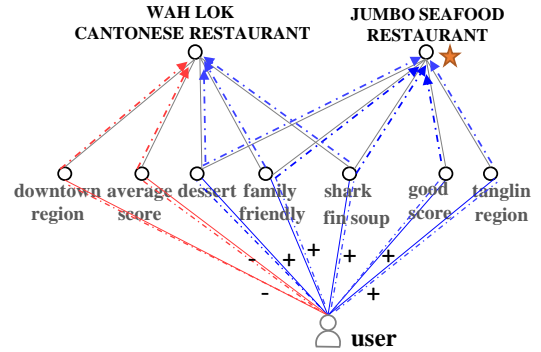 WAH LOK
CANTONESE RESTAURANT
JUMBO SEAFOOD
RESTAURANT
downtown
region
average
score
dessert
family
friendly
shark
fin soup
good
score
tanglin
region
-
+
+
+
+
-
+
user